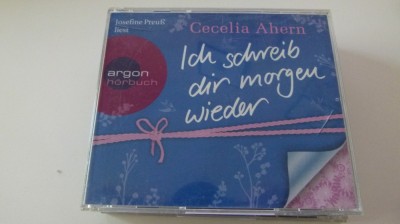 Josefine Preuß
liest
Cecelia Ahern
argon
hörbuch
Ich schreib
dir morgen
wieder